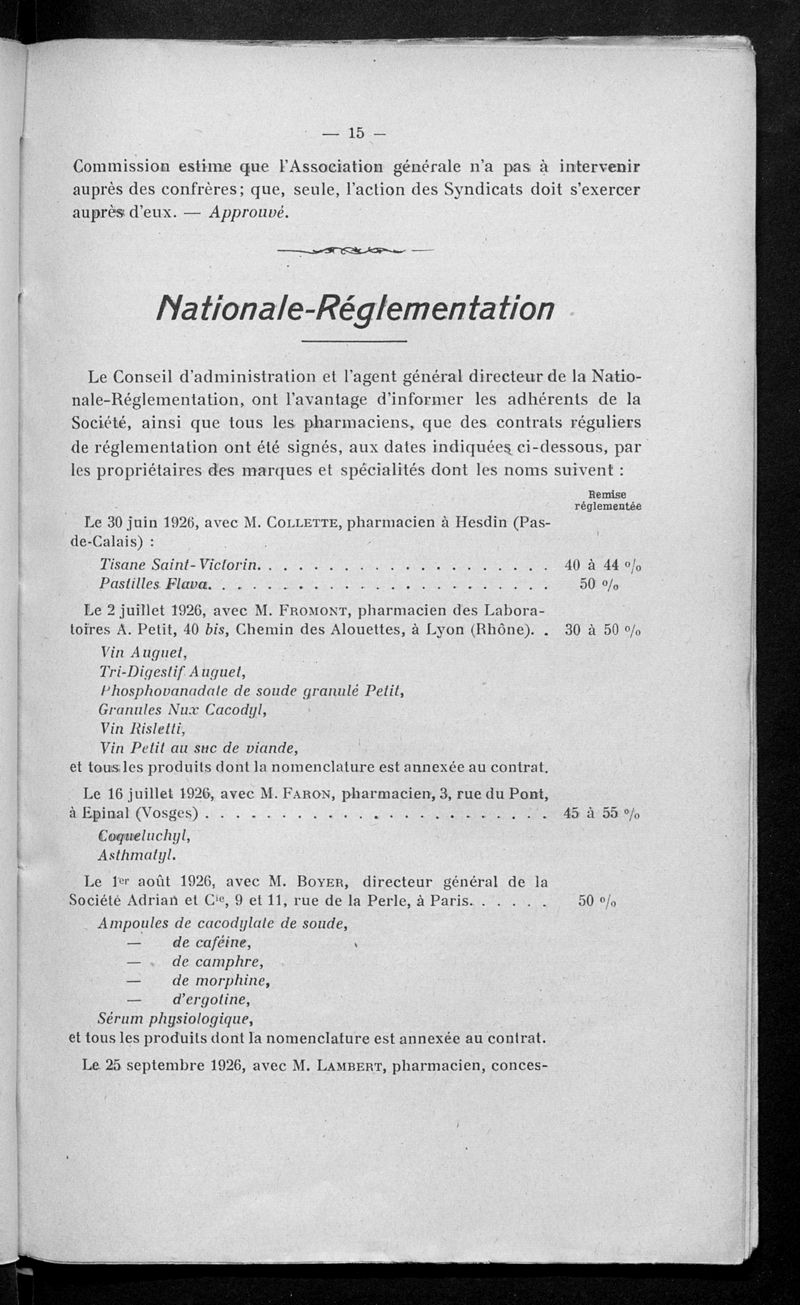 — 15 —
Commission estime que l'Association générale n'a pas à intervenir
auprès des confrères; que, seule, l'action des Syndicats doit s'exercer
auprès d'eux. — Approuvé.
Nationale-Réglementation
Le Conseil d'administration et l'agent général directeur de la Natio-
nale-Réglementation, ont l'avantage d'informer les adhérents de la
Société, ainsi que tous les pharmaciens, que des contrats réguliers
de réglementation ont été signés, aux dates indiquées ci-dessous, par
les propriétaires des marques et spécialités dont les noms suivent :
Remise
réglementée
Le 30 juin 1926, avec M. COLLETTE, pharmacien à Hesdin (Pas-
de-Calais) :
Tisane Saint-Victorin. . . . . . . . . . . . . . . . . . . . 40 à 44 %
Pastilles Flava. . . . . . . . . . . . . . . . . . . . . . . 50 %
Le 2 juillet 1926, avec M. FROMONT, pharmacien des Labora-
toires A. Petit, 40 bis, Chemin des Alouettes, à Lyon (Rhône). . 30 à 50 %
Vin Auguet,
Tri-Digestif Auguet,
Phosphovanadate de soude granulé Petit,
Granules Nux Cacodyl,
Vin Risletti,
Vin Petit au suc de viande,
et tous les produits dont la nomenclature est annexée au contrat.
Le 16 juillet 1926, avec M. FARON, pharmacien, 3, rue du Pont,
à Epinal (Vosges) . . . . . . . . . . . . . . . . . . . . . . . 45 à 55 %
Coqueluchyl,
Asthmatyl.
Le 1er août 1926, avec M. BOYER, directeur général de la
Société Adrian et Cie, 9 et 11, rue de la Perle, à Paris. . . . . . 50 %
Ampoules de cacodylate de soude,
— de caféine,
— de camphre,
— de morphine,
— d'ergotine,
Sérum physiologique,
et tous les produits dont la nomenclature est annexée au contrat.
Le 25 septembre 1926, avec M. LAMBERT, pharmacien, conces-